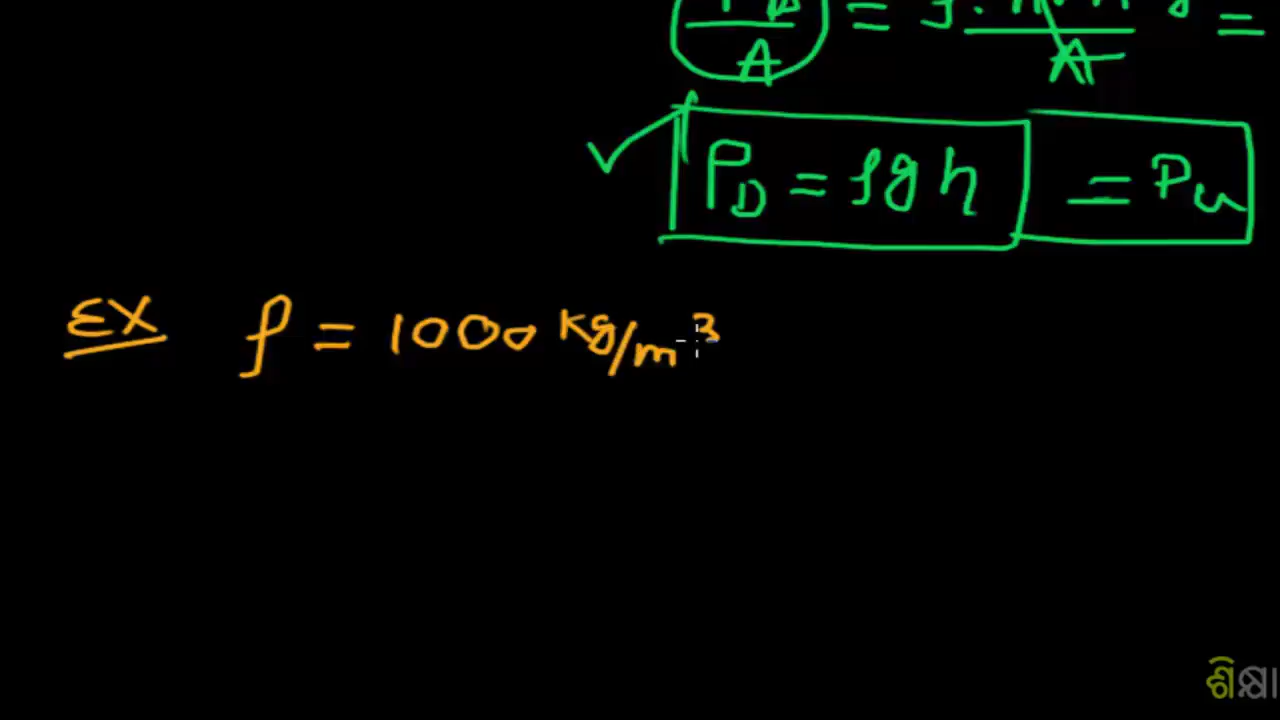 A = A =
P_D = ρgh = P_u
EX ρ = 1000 kg/m³
ଶିକ୍ଷା